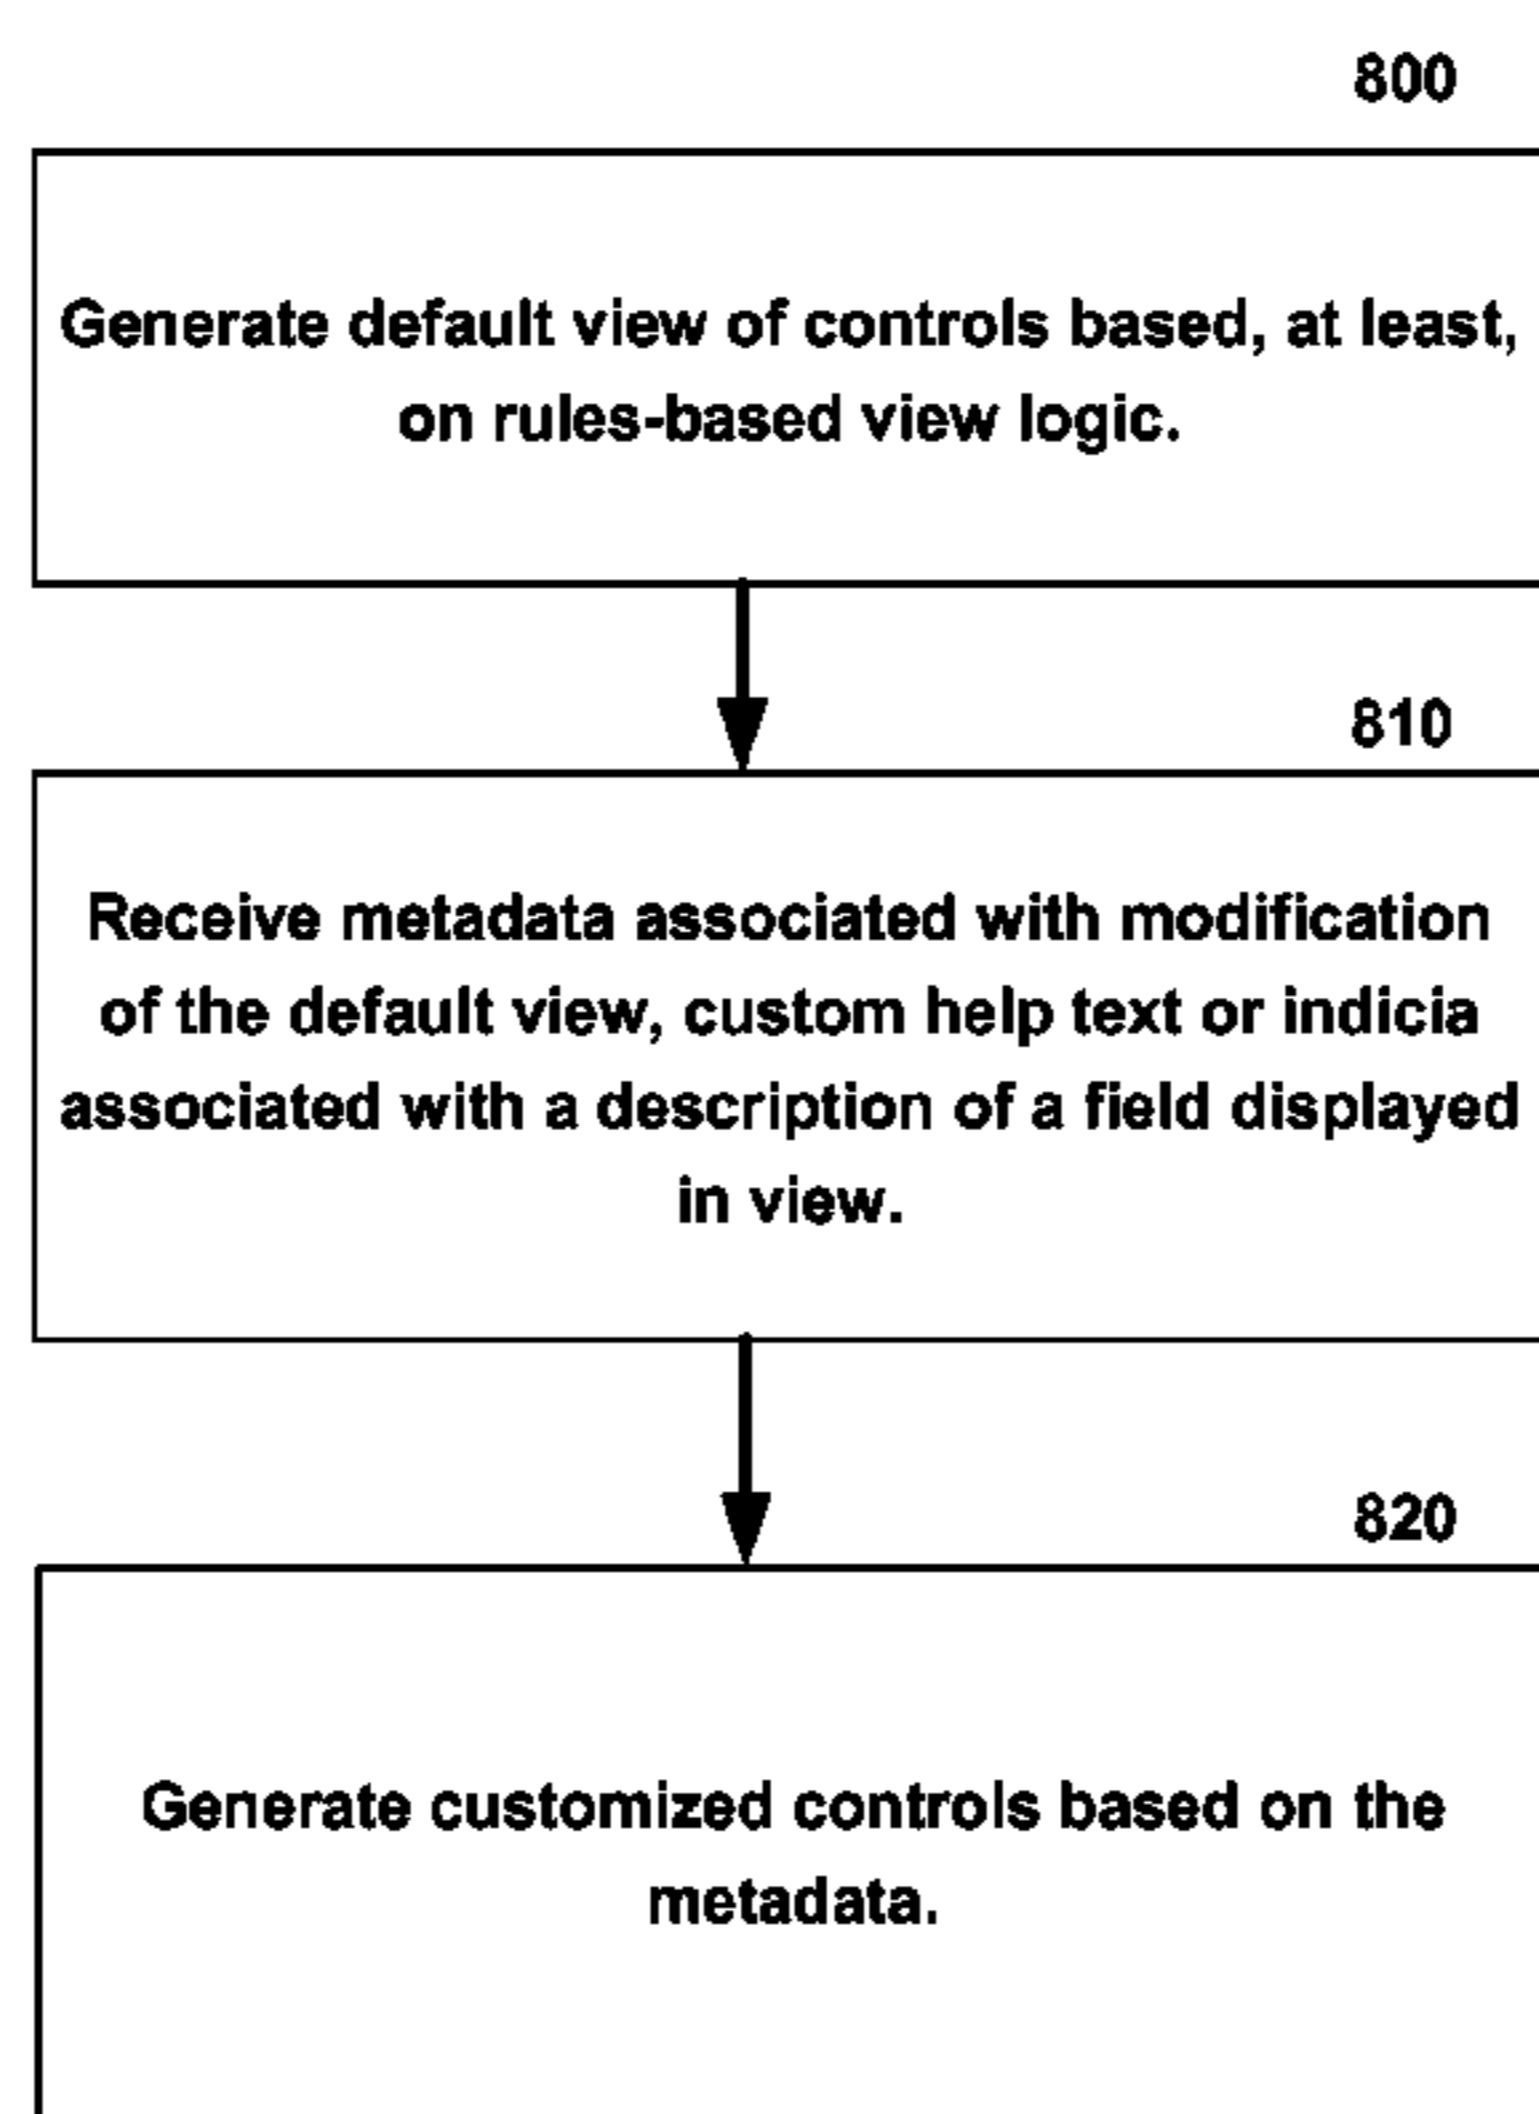 800
Generate default view of controls based, at least,
on rules-based view logic.
810
Receive metadata associated with modification
of the default view, custom help text or indicia
associated with a description of a field displayed
in view.
820
Generate customized controls based on the
metadata.